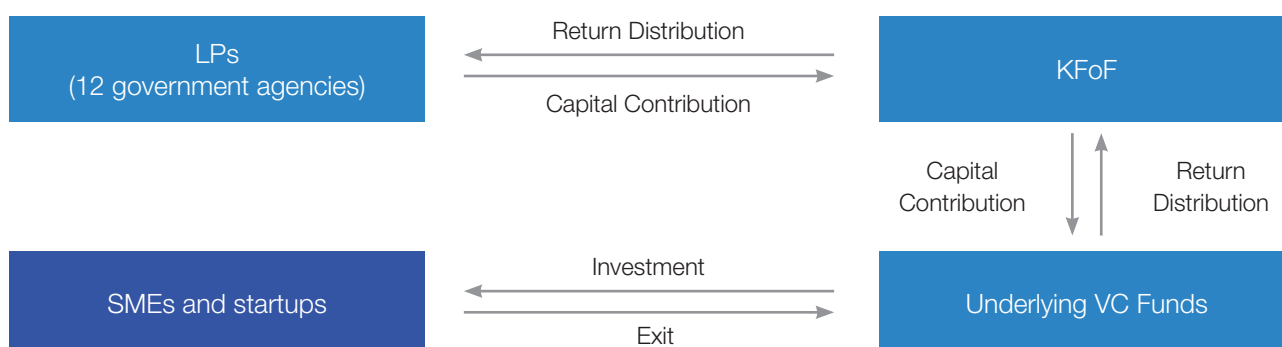 LPs
(12 government agencies)
Return Distribution
Capital Contribution
KFoF
Capital
Contribution
Return
Distribution
SMEs and startups
Investment
Exit
Underlying VC Funds